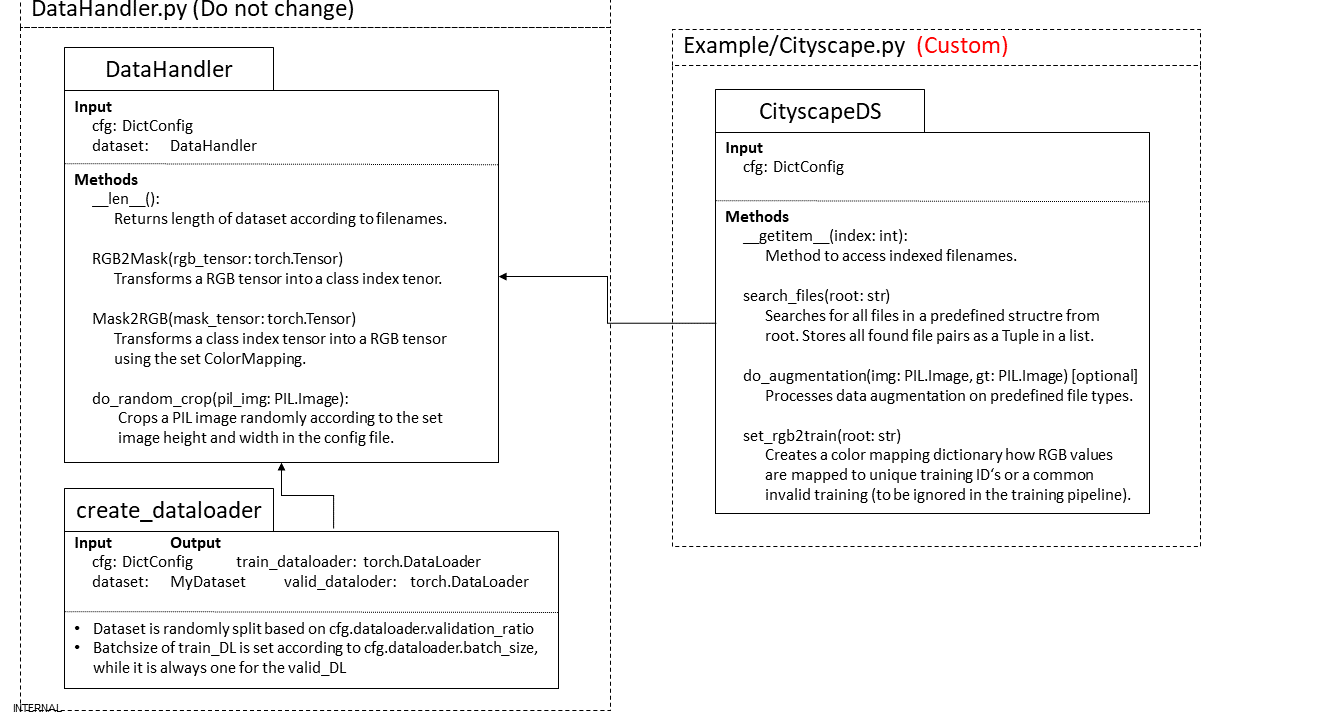 DataHandler.py (Do not change)
DataHandler
Input
cfg: DictConfig
dataset: DataHandler
Methods
__len__():
Returns length of dataset according to filenames.
RGB2Mask(rgb_tensor: torch.Tensor)
Transforms a RGB tensor into a class index tenor.
Mask2RGB(mask_tensor: torch.Tensor)
Transforms a class index tensor into a RGB tensor
using the set ColorMapping.
do_random_crop(pil_img: PIL.Image):
Crops a PIL image randomly according to the set
image height and width in the config file.
create_dataloader
Input Output
cfg: DictConfig train_dataloader: torch.DataLoader
dataset: MyDataset valid_dataloder: torch.DataLoader
• Dataset is randomly split based on cfg.dataloader.validation_ratio
• Batchsize of train_DL is set according to cfg.dataloader.batch_size,
while it is always one for the valid_DL
INTERNAL
Example/Cityscape.py (Custom)
CityscapeDS
Input
cfg: DictConfig
Methods
__getitem__(index: int):
Method to access indexed filenames.
search_files(root: str)
Searches for all files in a predefined structre from
root. Stores all found file pairs as a Tuple in a list.
do_augmentation(img: PIL.Image, gt: PIL.Image) [optional]
Processes data augmentation on predefined file types.
set_rgb2train(root: str)
Creates a color mapping dictionary how RGB values
are mapped to unique training ID‘s or a common
invalid training (to be ignored in the training pipeline).